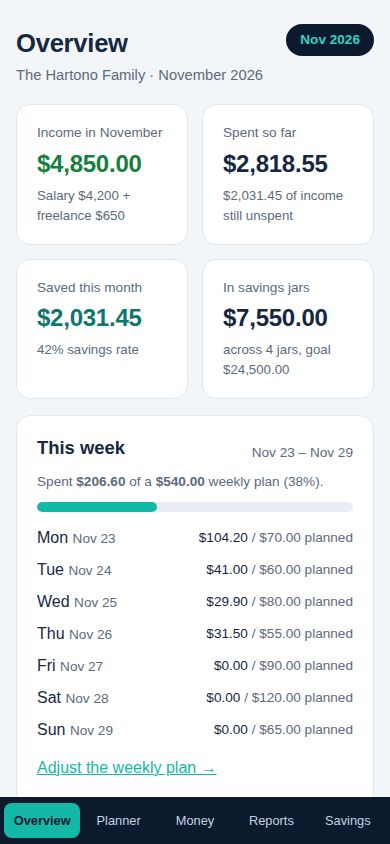 Overview
Nov 2026
The Hartono Family · November 2026
Income in November
$4,850.00
Salary $4,200 +
freelance $650
Spent so far
$2,818.55
$2,031.45 of income
still unspent
Saved this month
$2,031.45
42% savings rate
In savings jars
$7,550.00
across 4 jars, goal
$24,500.00
This week
Nov 23 – Nov 29
Spent $206.60 of a $540.00 weekly plan (38%).
Mon Nov 23 $104.20 / $70.00 planned
Tue Nov 24 $41.00 / $60.00 planned
Wed Nov 25 $29.90 / $80.00 planned
Thu Nov 26 $31.50 / $55.00 planned
Fri Nov 27 $0.00 / $90.00 planned
Sat Nov 28 $0.00 / $120.00 planned
Sun Nov 29 $0.00 / $65.00 planned
Adjust the weekly plan →
Overview Planner Money Reports Savings